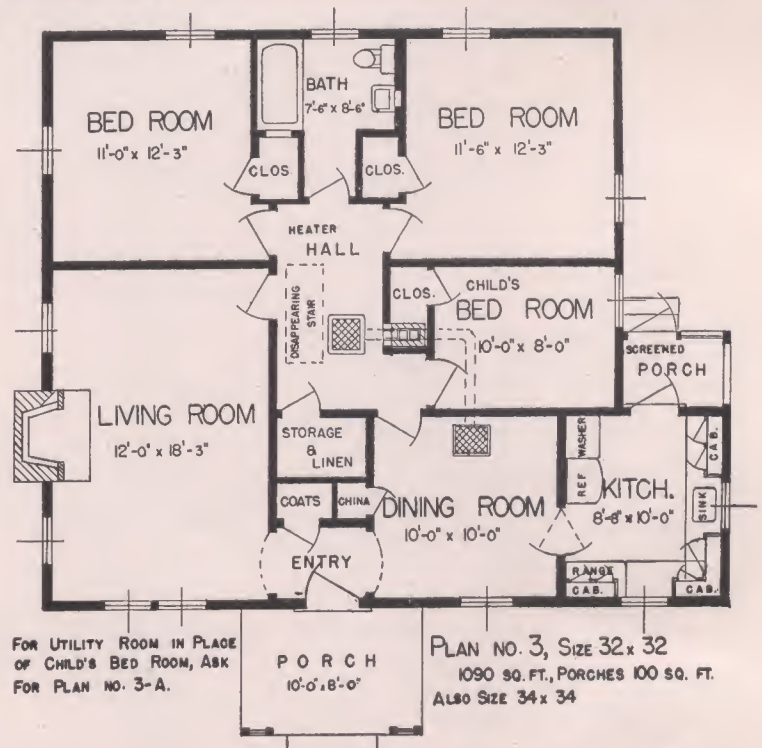 BATH
7'-6" x 8'-6"
BED ROOM
11'-0" x 12'-3"
BED ROOM
11'-6" x 12'-3"
CLOS.
CLOS.
HEATER
HALL
DISAPPEARING
STAIR
CLOS.
CHILD'S
BED ROOM
10'-0" x 8'-0"
SCREENED
PORCH
LIVING ROOM
12'-0" x 18'-3"
STORAGE
&
LINEN
COATS
CHINA
DINING ROOM
10'-0" x 10'-0"
WASHER
REF
KITCH.
8'-8" x 10'-0"
CAB.
SINK
RANGE
CAB.
CAB.
ENTRY
FOR UTILITY ROOM IN PLACE
OF CHILD'S BED ROOM, ASK
FOR PLAN NO. 3-A.
PORCH
10'-0" x 8'-0"
PLAN NO. 3, SIZE 32 x 32
1090 SQ. FT., PORCHES 100 SQ. FT.
ALSO SIZE 34 x 34